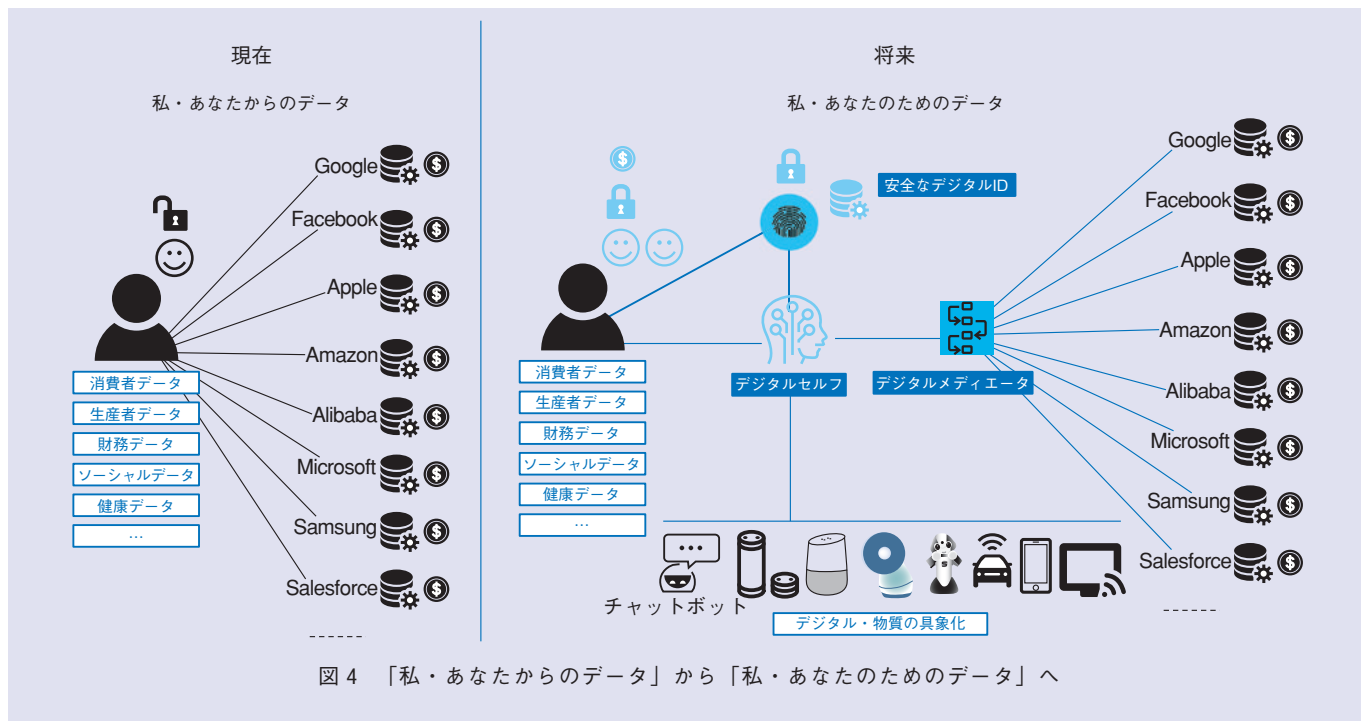 現在
私・あなたからのデータ
Google
Facebook
Apple
Amazon
Alibaba
Microsoft
Samsung
Salesforce
------
消費者データ
生産者データ
財務データ
ソーシャルデータ
健康データ
…
将来
私・あなたのためのデータ
安全なデジタルID
デジタルセルフ
デジタルメディエータ
消費者データ
生産者データ
財務データ
ソーシャルデータ
健康データ
…
チャットボット
デジタル・物質の具象化
Google
Facebook
Apple
Amazon
Alibaba
Microsoft
Samsung
Salesforce
------
図 4 「私・あなたからのデータ」から「私・あなたのためのデータ」へ